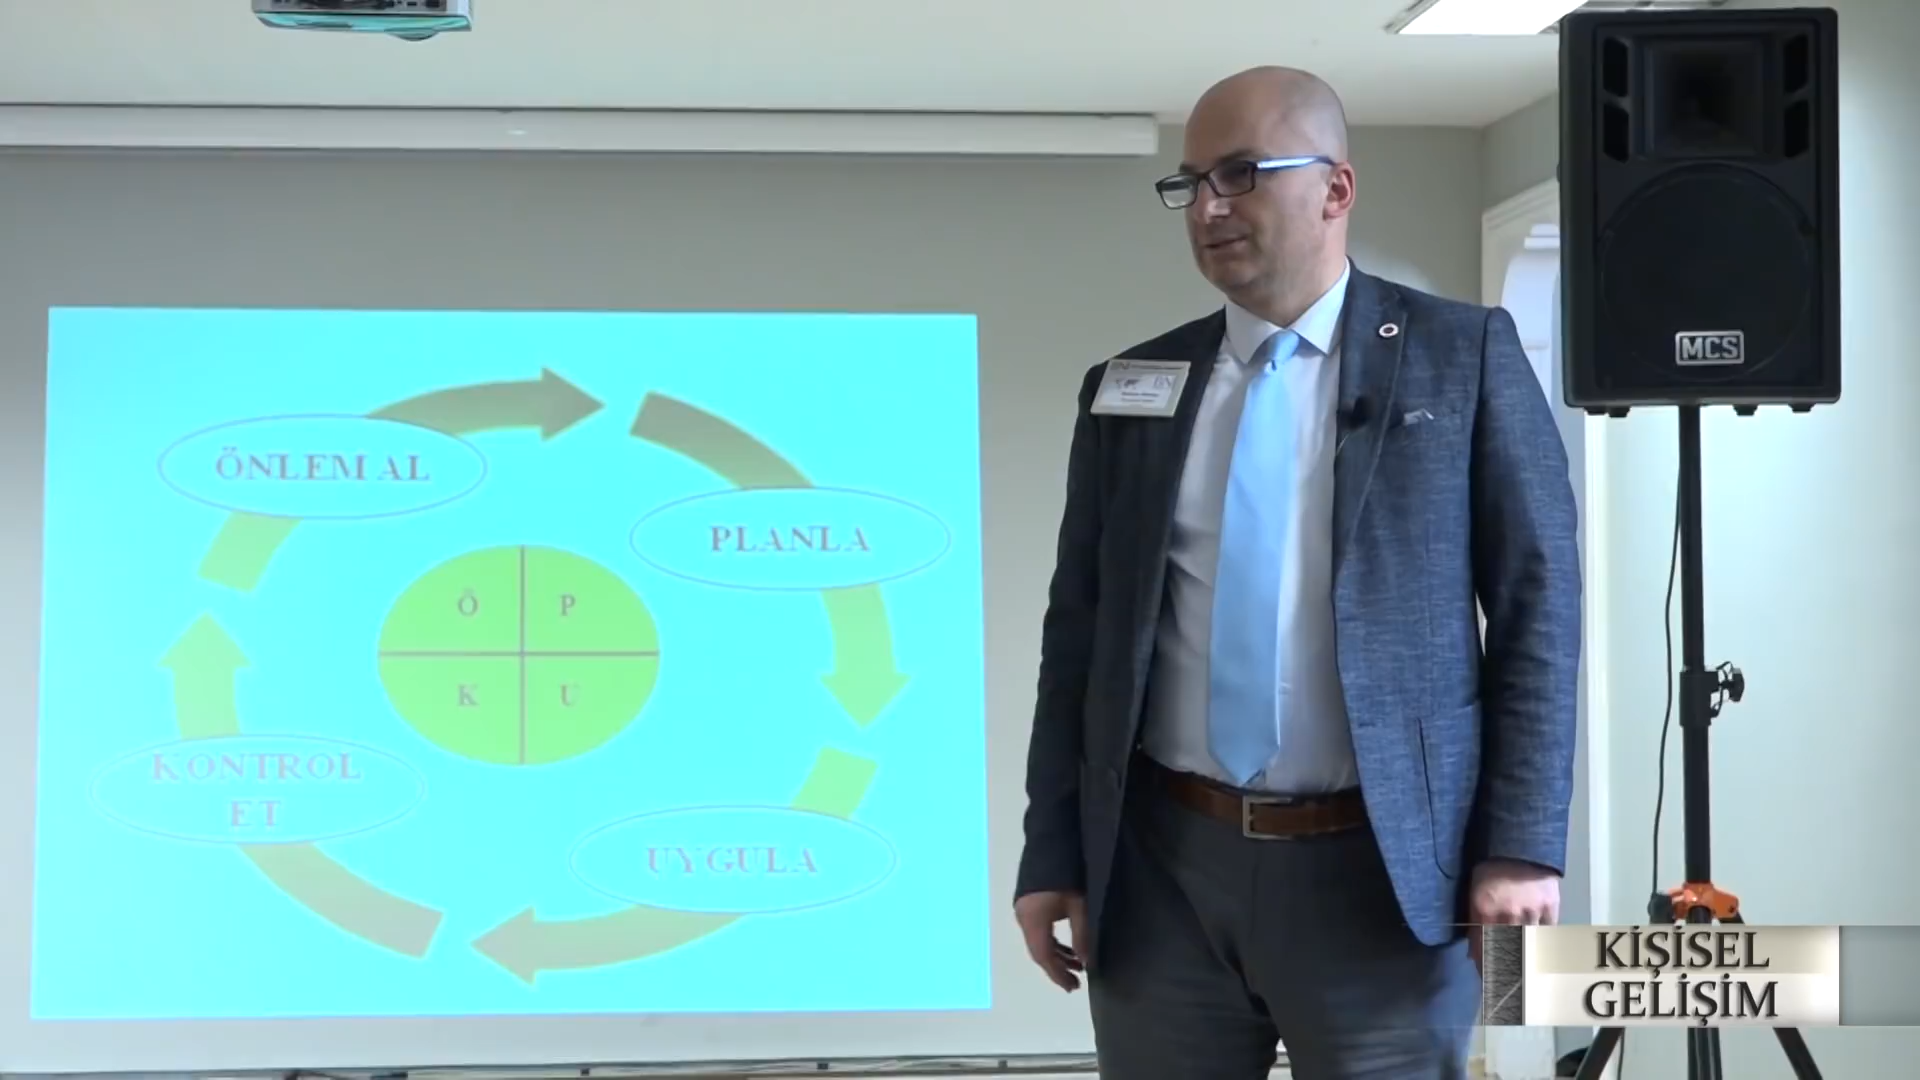 ÖNLEM AL
PLANLA
Ö
P
K
U
KONTROL
ET
UYGULA
MCS
KİŞİSEL
GELİŞİM